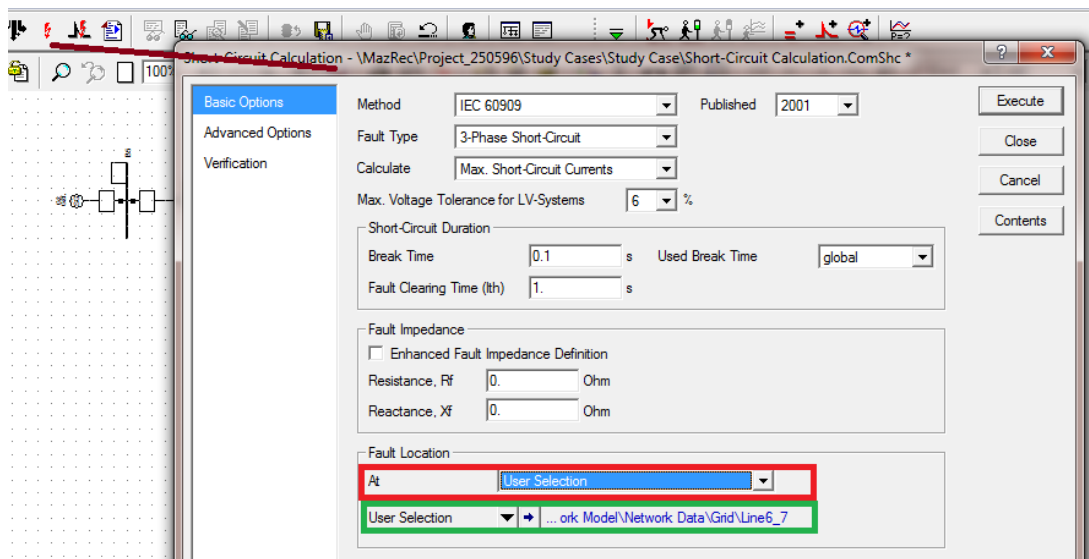 Short-Circuit Calculation - \MazRec\Project_250596\Study Cases\Study Case\Short-Circuit Calculation.ComShc *
100%
Basic Options
Advanced Options
Verification
Method IEC 60909 Published 2001
Fault Type 3-Phase Short-Circuit
Calculate Max. Short-Circuit Currents
Max. Voltage Tolerance for LV-Systems 6 %
Short-Circuit Duration
Break Time 0.1 s Used Break Time global
Fault Clearing Time (Ith) 1. s
Fault Impedance
Enhanced Fault Impedance Definition
Resistance, Rf 0. Ohm
Reactance, Xf 0. Ohm
Fault Location
At User Selection
User Selection ... ork Model\Network Data\Grid\Line6_7
Execute
Close
Cancel
Contents